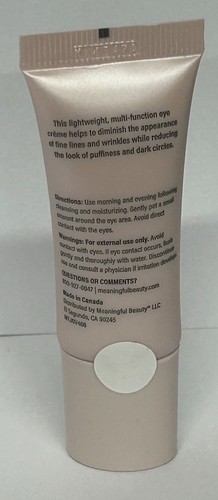 This lightweight, multi-function eye
crème helps to diminish the appearance
of fine lines and wrinkles while reducing
the look of puffiness and dark circles.
Directions: Use morning and evening following
cleansing and moisturizing. Gently pat a small
amount around the eye area. Avoid direct
contact with the eyes.
Warnings: For external use only. Avoid
contact with eyes. If eye contact occurs, flush
gently and thoroughly with water. Discontinue
use and consult a physician if irritation develops.
QUESTIONS OR COMMENTS?
meaningfulbeauty.com
Made in Canada
Distributed by Meaningful Beauty™ LLC
El Segundo, CA 90245